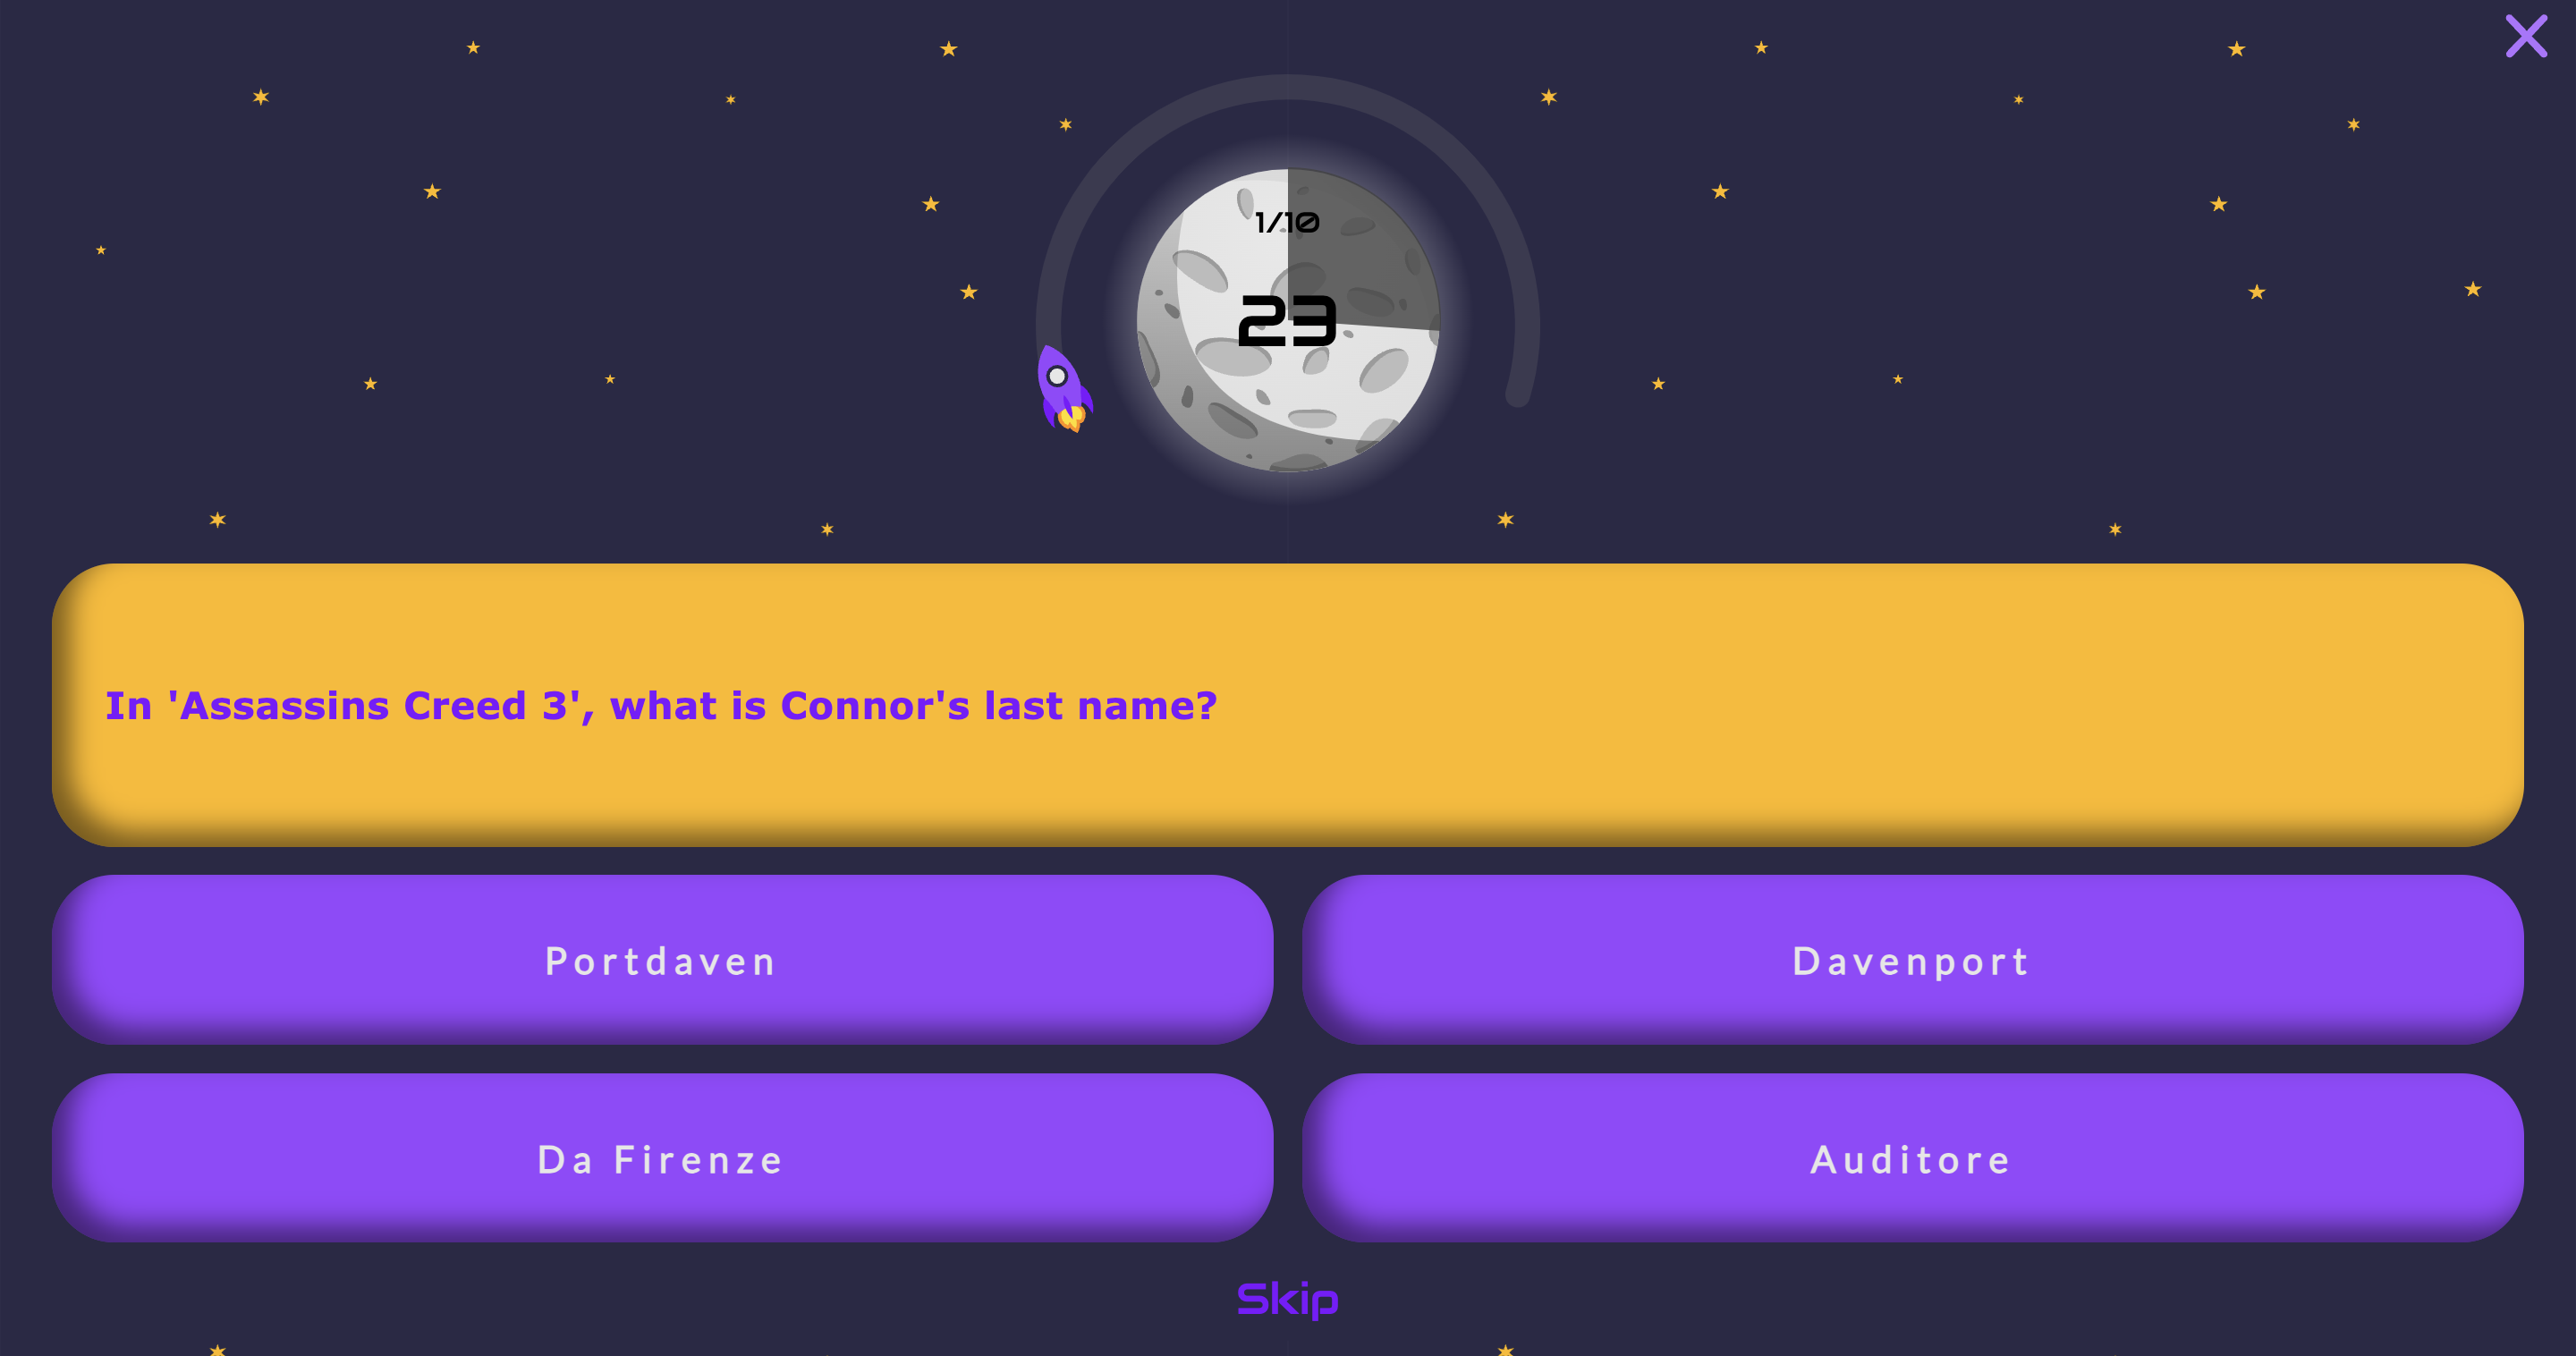 1/10
23
In 'Assassins Creed 3', what is Connor's last name?
Portdaven
Davenport
Da Firenze
Auditore
Skip